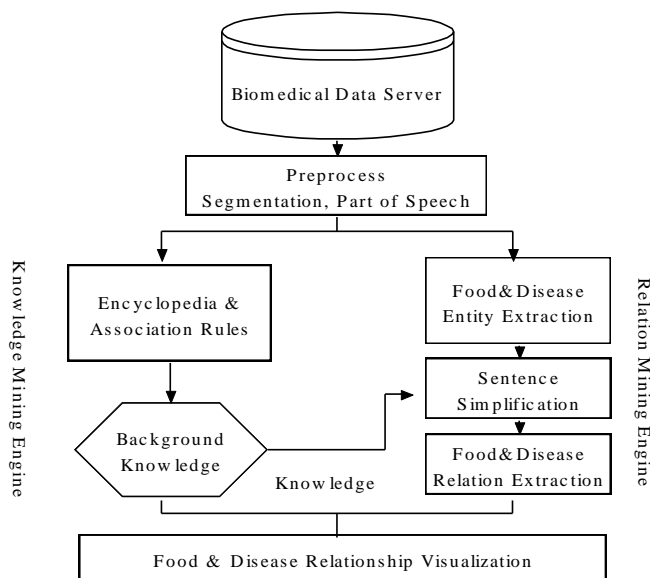 Biomedical Data Server
Preprocess
Segmentation, Part of Speech
Knowledge Mining Engine
Encyclopedia &
Association Rules
Background
Knowledge
Knowledge
Food&Disease
Entity Extraction
Sentence
Simplification
Food&Disease
Relation Extraction
Relation Mining Engine
Food & Disease Relationship Visualization